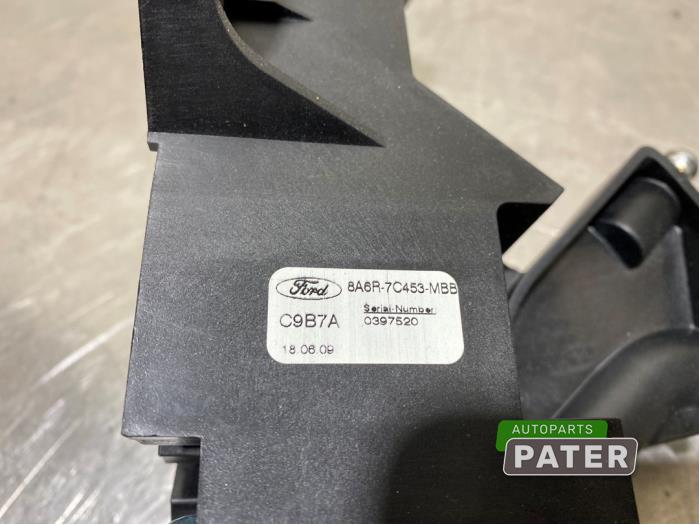 Ford 8A6R-7C453-MBB
C9B7A
Serial-Number
0397520
18.06.09
AUTOPARTS
PATER